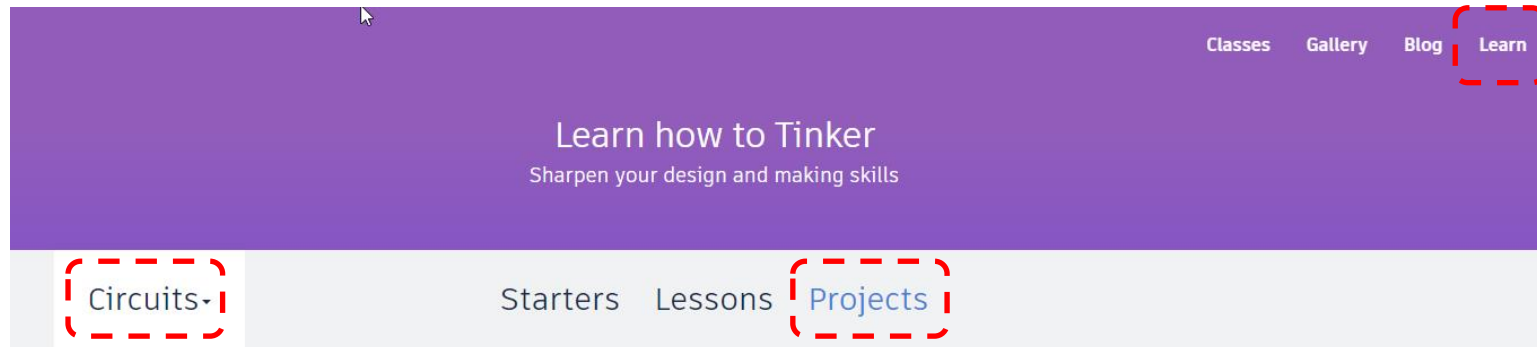 Classes Gallery Blog Learn
Learn how to Tinker
Sharpen your design and making skills
Circuits Starters Lessons Projects